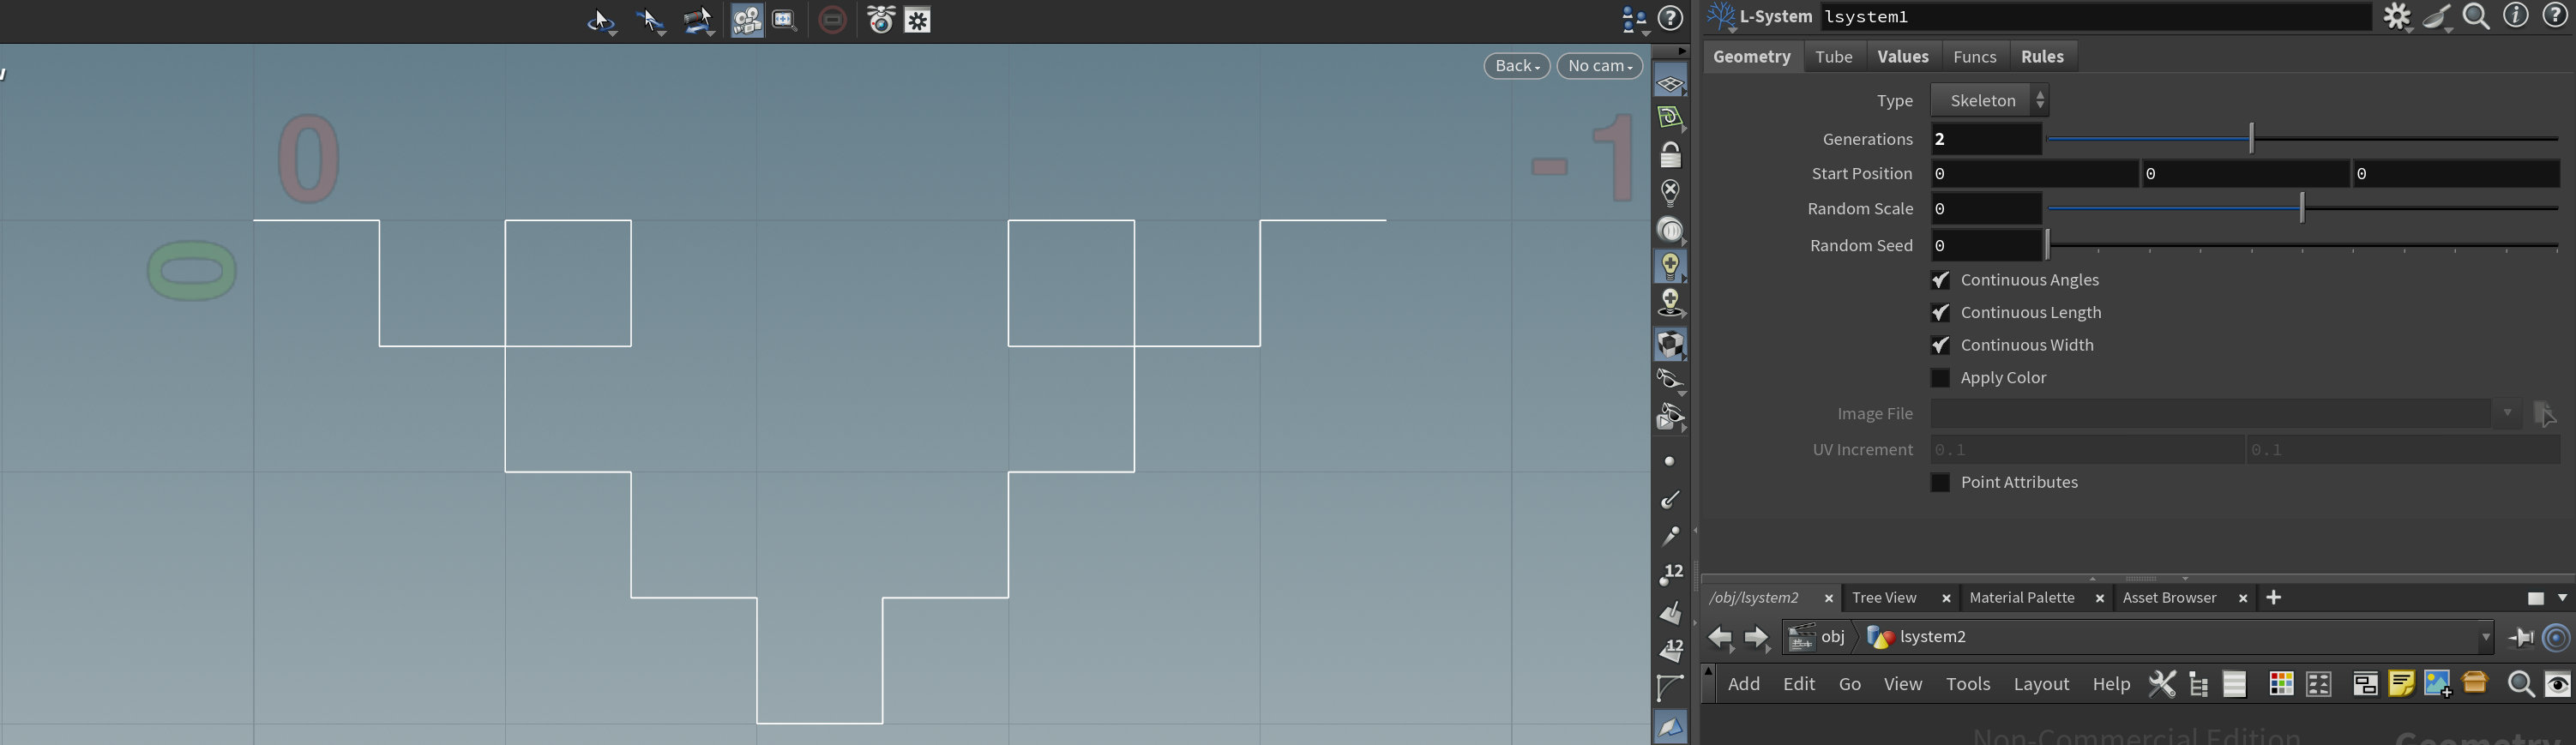 L-System lsystem1
Back No cam
Geometry Tube Values Funcs Rules
0
-1
0
Type Skeleton
Generations 2
Start Position 0 0 0
Random Scale 0
Random Seed 0
Continuous Angles
Continuous Length
Continuous Width
Apply Color
Image File
UV Increment 0.1 0.1
Point Attributes
12
12
/obj/lsystem2 Tree View Material Palette Asset Browser
obj lsystem2
Add Edit Go View Tools Layout Help
Non-Commercial Edition
Geometry